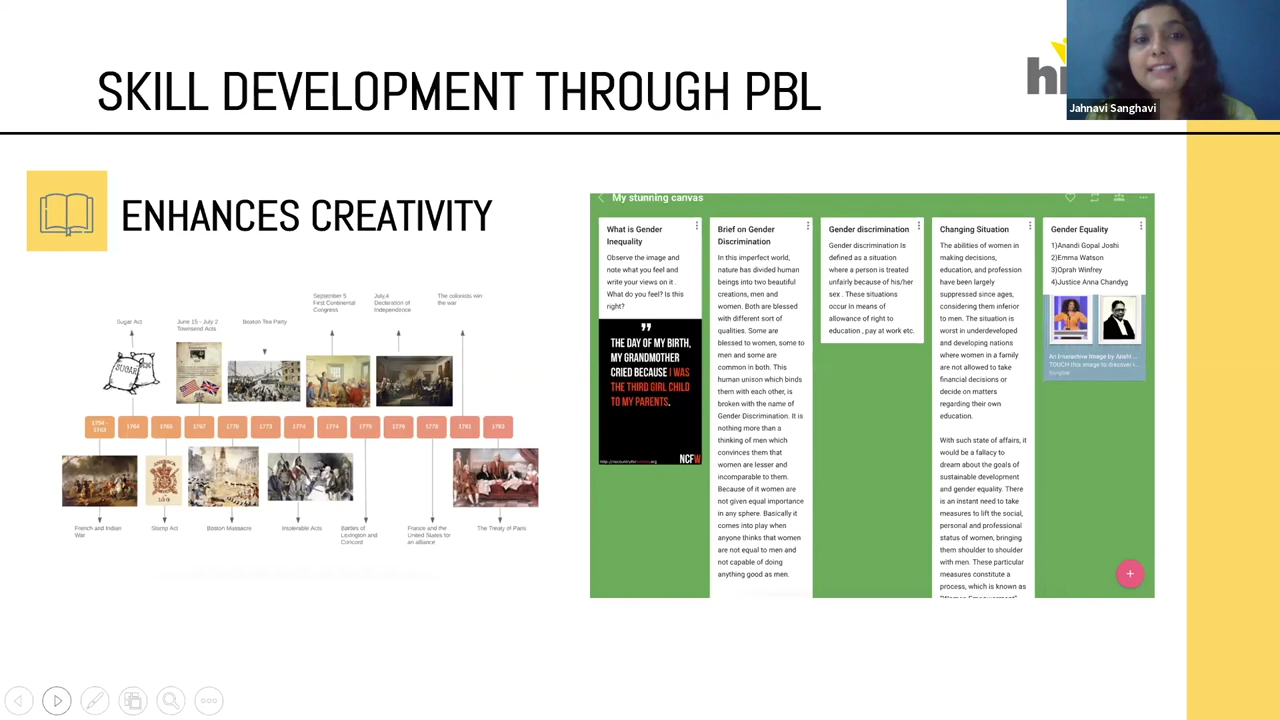 SKILL DEVELOPMENT THROUGH PBL
hi
Jahnavi Sanghavi
ENHANCES CREATIVITY
September 5
First Continental
Congress
July,4
Declaration of
Independence
The colonists win
the war
Sugar Act
June 15 - July 2
Townsend Acts
Boston Tea Party
SUGAR
1754 -
1763
1764
1765
1767
1770
1773
1774
1774
1775
1776
1778
1781
1783
French and Indian
War
Stamp Act
Boston Massacre
Insolerable Acts
Battles of
Lexington and
Concord
France and the
United States for
an alliance
The Treaty of Paris
My stunning canvas
What is Gender
Inequality
Observe the image and
note what you feel and
write your views on it .
What do you feel? Is this
right?
THE DAY OF MY BIRTH,
MY GRANDMOTHER
CRIED BECAUSE I WAS
THE THIRD GIRL CHILD
TO MY PARENTS.
NCFW
Brief on Gender
Discrimination
In this imperfect world,
nature has divided human
beings into two beautiful
creations, men and
women. Both are blessed
with different sort of
qualities. Some are
blessed to women, some to
men and some are
common in both. This
human unison which binds
them with each other, is
broken with the name of
Gender Discrimination. It is
nothing more than a
thinking of men which
convinces them that
women are lesser and
incomparable to them.
Because of it women are
not given equal importance
in any sphere. Basically it
comes into play when
anyone thinks that women
are not equal to men and
not capable of doing
anything good as men.
Gender discrimination
Gender discrimination is
defined as a situation
where a person is treated
unfairly because of his/her
sex . These situations
occur in means of
allowance of right to
education , pay at work etc.
Changing Situation
The abilities of women in
making decisions,
education, and profession
have been largely
suppressed since ages,
considering them inferior
to men. The situation is
worst in underdeveloped
and developing nations
where women in a family
are not allowed to take
financial decisions or
decide on matters
regarding their own
education.
With such state of affairs, it
would be a fallacy to
dream about the goals of
sustainable development
and gender equality. There
is an instant need to take
measures to lift the social,
personal and professional
status of women, bringing
them shoulder to shoulder
with men. These particular
measures constitute a
process, which is known as
"Women Empowerment"
Gender Equality
1)Anandi Gopal Joshi
2)Emma Watson
3)Oprah Winfrey
4)Justice Anna Chandyg
An Interactive Image by
TOUCH this image to discover i...